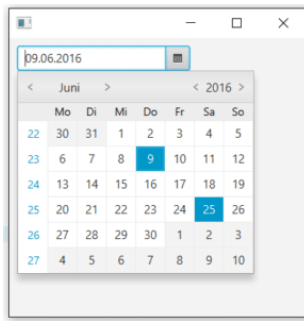 09.06.2016
< Juni > < 2016 >
Mo Di Mi Do Fr Sa So
22 30 31 1 2 3 4 5
23 6 7 8 9 10 11 12
24 13 14 15 16 17 18 19
25 20 21 22 23 24 25 26
26 27 28 29 30 1 2 3
27 4 5 6 7 8 9 10